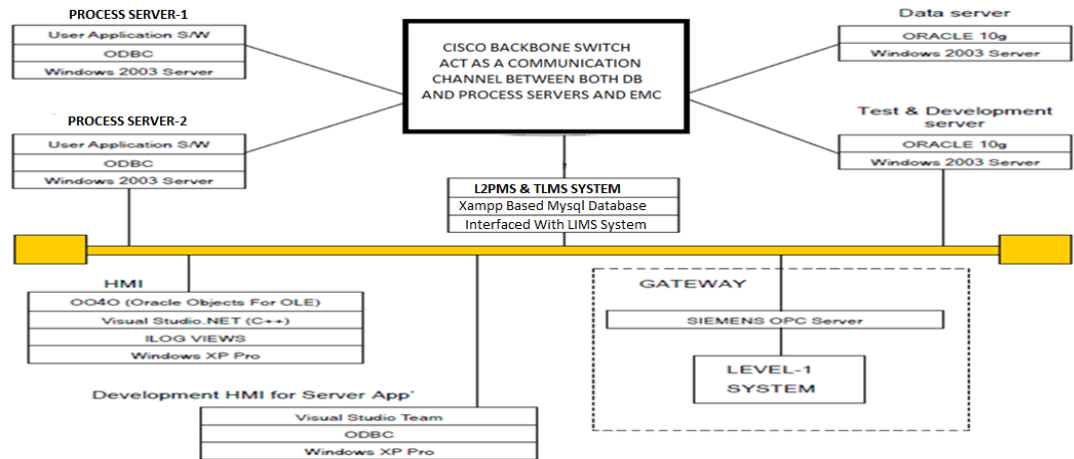 PROCESS SERVER-1
User Application S/W
ODBC
Windows 2003 Server
PROCESS SERVER-2
User Application S/W
ODBC
Windows 2003 Server
CISCO BACKBONE SWITCH
ACT AS A COMMUNICATION
CHANNEL BETWEEN BOTH DB
AND PROCESS SERVERS AND EMC
Data server
ORACLE 10g
Windows 2003 Server
Test & Development
server
ORACLE 10g
Windows 2003 Server
L2PMS & TLMS SYSTEM
Xampp Based Mysql Database
Interfaced With LIMS System
HMI
OO4O (Oracle Objects For OLE)
Visual Studio.NET (C++)
ILOG VIEWS
Windows XP Pro
Development HMI for Server App'
Visual Studio Team
ODBC
Windows XP Pro
GATEWAY
SIEMENS OPC Server
LEVEL-1
SYSTEM